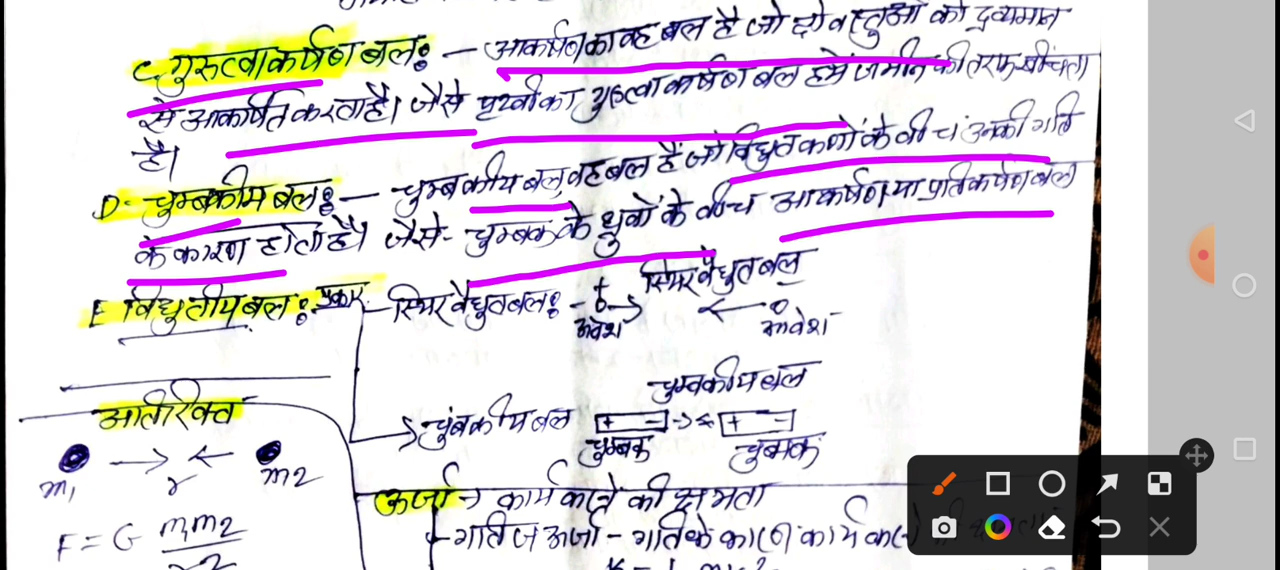 C, गुरुत्वाकर्षण बल:- आकर्षण का वह बल है जो दो वस्तुओं को द्रव्यमान
से आकर्षित करता है। जैसे पृथ्वी का गुरुत्वाकर्षण बल हमें जमीन की तरफ खींचता
है।
D. चुम्बकीय बल:- चुम्बकीय बल, वह बल है जो विधुत कणों के बीच उनकी गति
के कारण होता है। जैसे- चुम्बक के ध्रुवों के बीच आकर्षण या प्रतिकर्षण बल
E विधुतीय बल: प्रकार - स्थिर वैधुत बल:- + स्थिर वैधुत बल
आवेश आवेश
चुम्बकीय बल
चुंबकीय बल + - + -
चुम्बक चुम्बक
अतिरिक्त
m1 r m2
F = G m1m2
r2
ऊर्जा → कार्य करने की क्षमता
गतिज ऊर्जा - गति के कारण कार्य